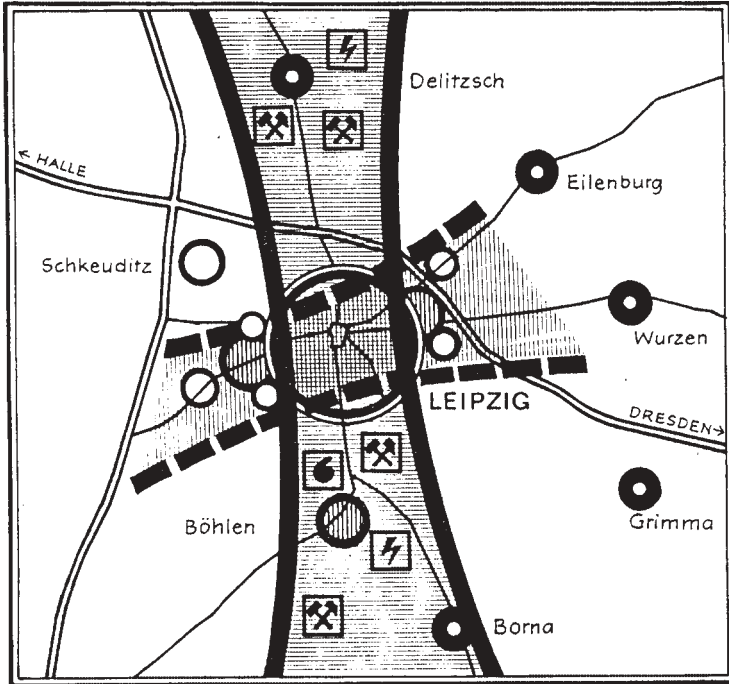 Delitzsch
← HALLE
Eilenburg
Schkeuditz
Wurzen
LEIPZIG
DRESDEN→
Böhlen
Grimma
Borna